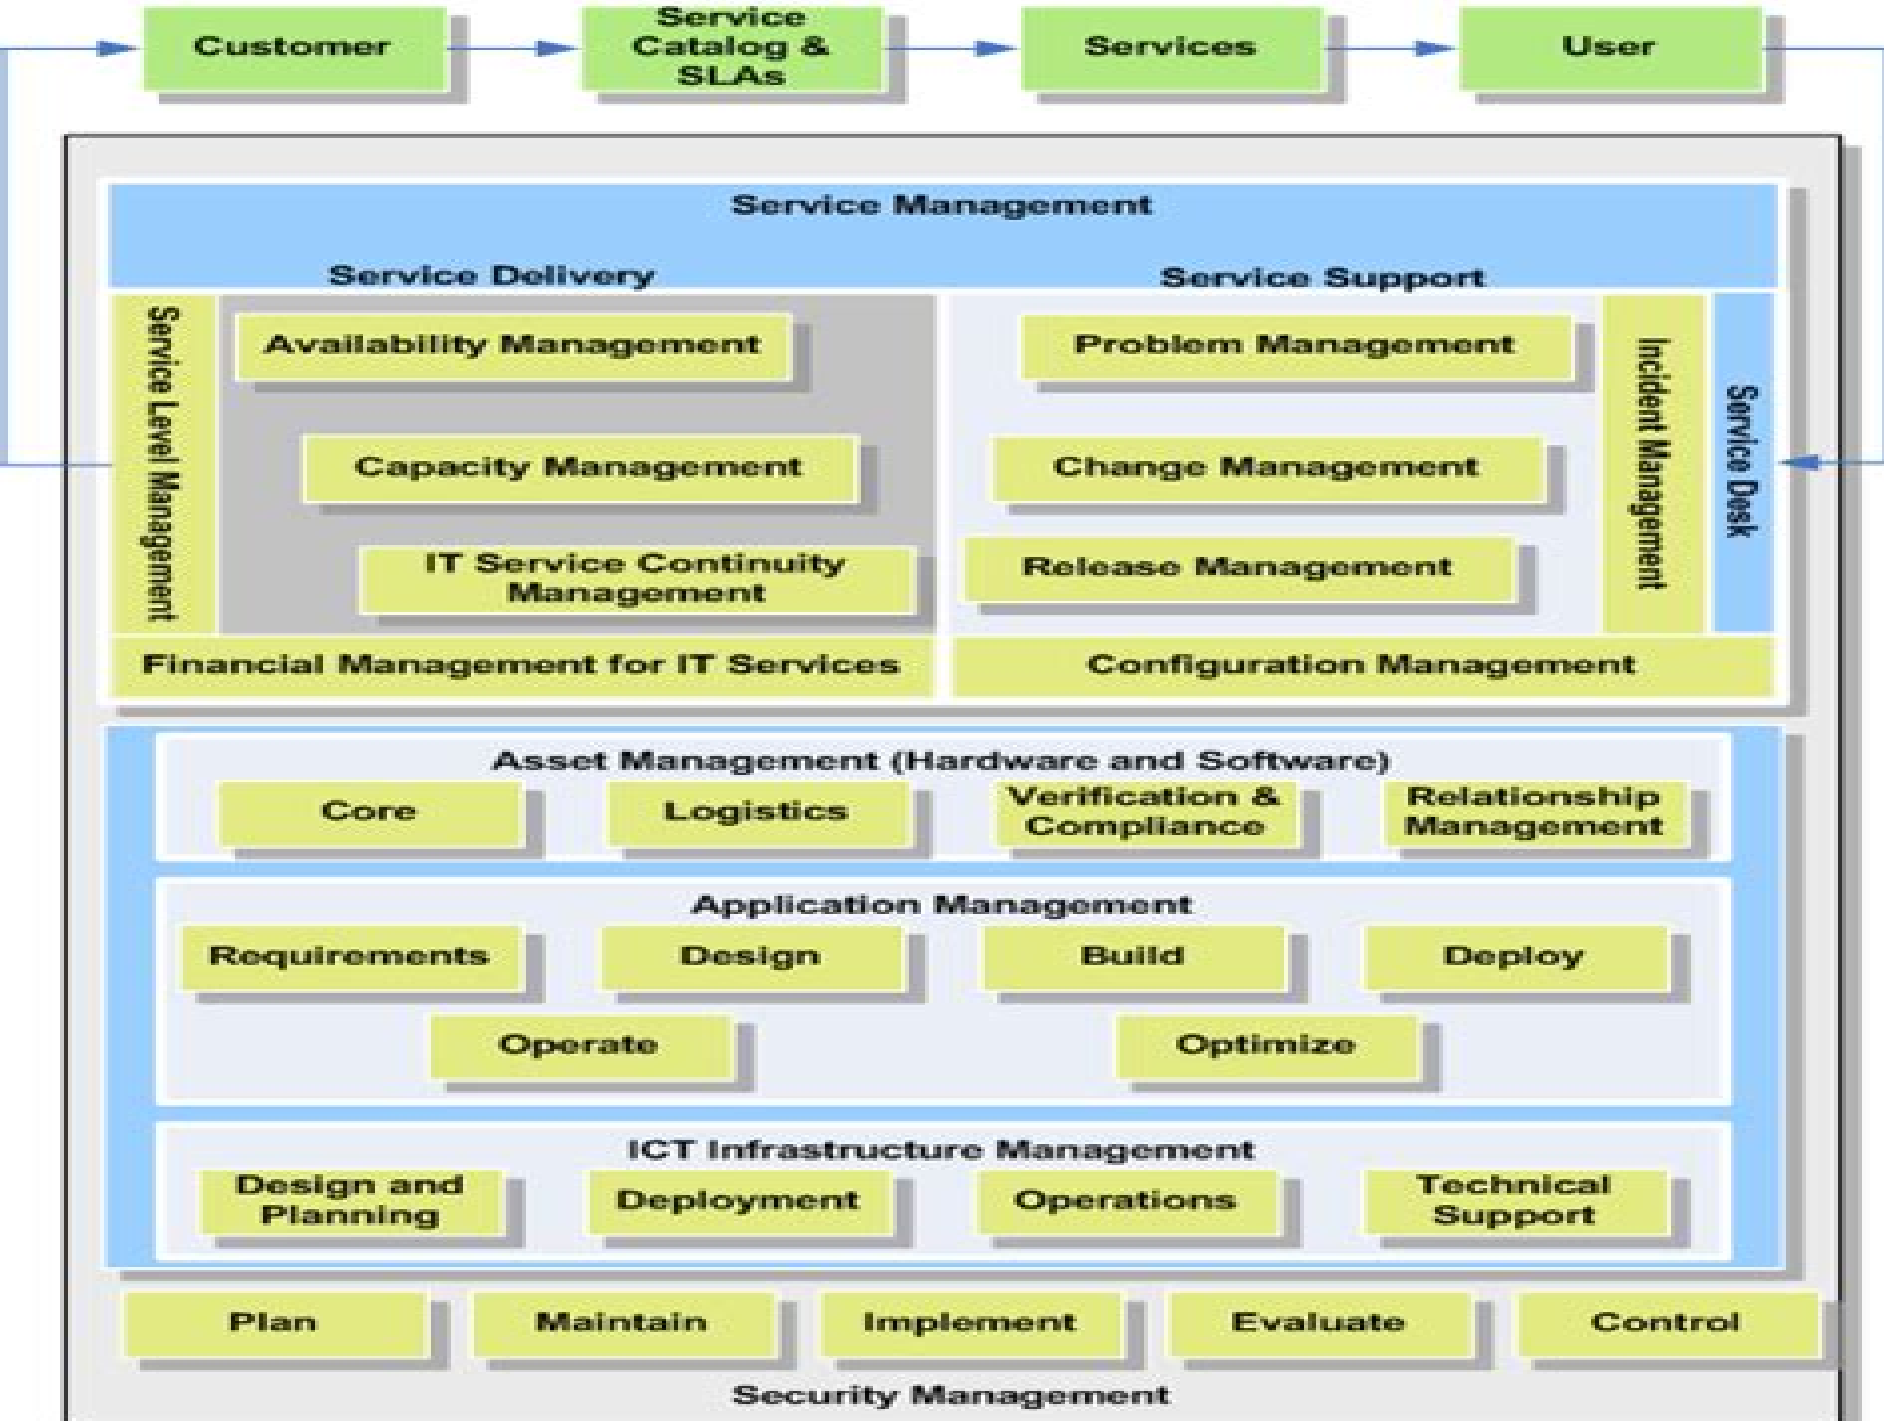 Customer
Service
Catalog &
SLAs
Services
User
Service Management
Service Delivery
Service Support
Service Level Management
Availability Management
Capacity Management
IT Service Continuity
Management
Problem Management
Change Management
Release Management
Incident Management
Service Desk
Financial Management for IT Services
Configuration Management
Asset Management (Hardware and Software)
Core
Logistics
Verification &
Compliance
Relationship
Management
Application Management
Requirements
Design
Build
Deploy
Operate
Optimize
ICT Infrastructure Management
Design and
Planning
Deployment
Operations
Technical
Support
Plan
Maintain
Implement
Evaluate
Control
Security Management